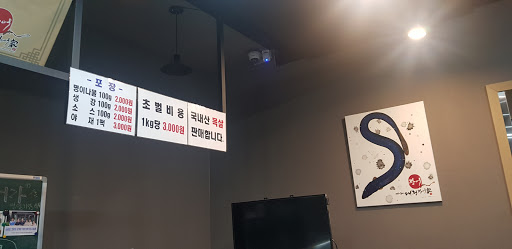 - 포 장 -
명이나물 100g 2,000원
생 강 100g 2,000원
소 스 100g 2,000원
야 채 1팩 3,000원
초 벌 비 용
1kg당 3,000원
국내산 육설
판매합니다.